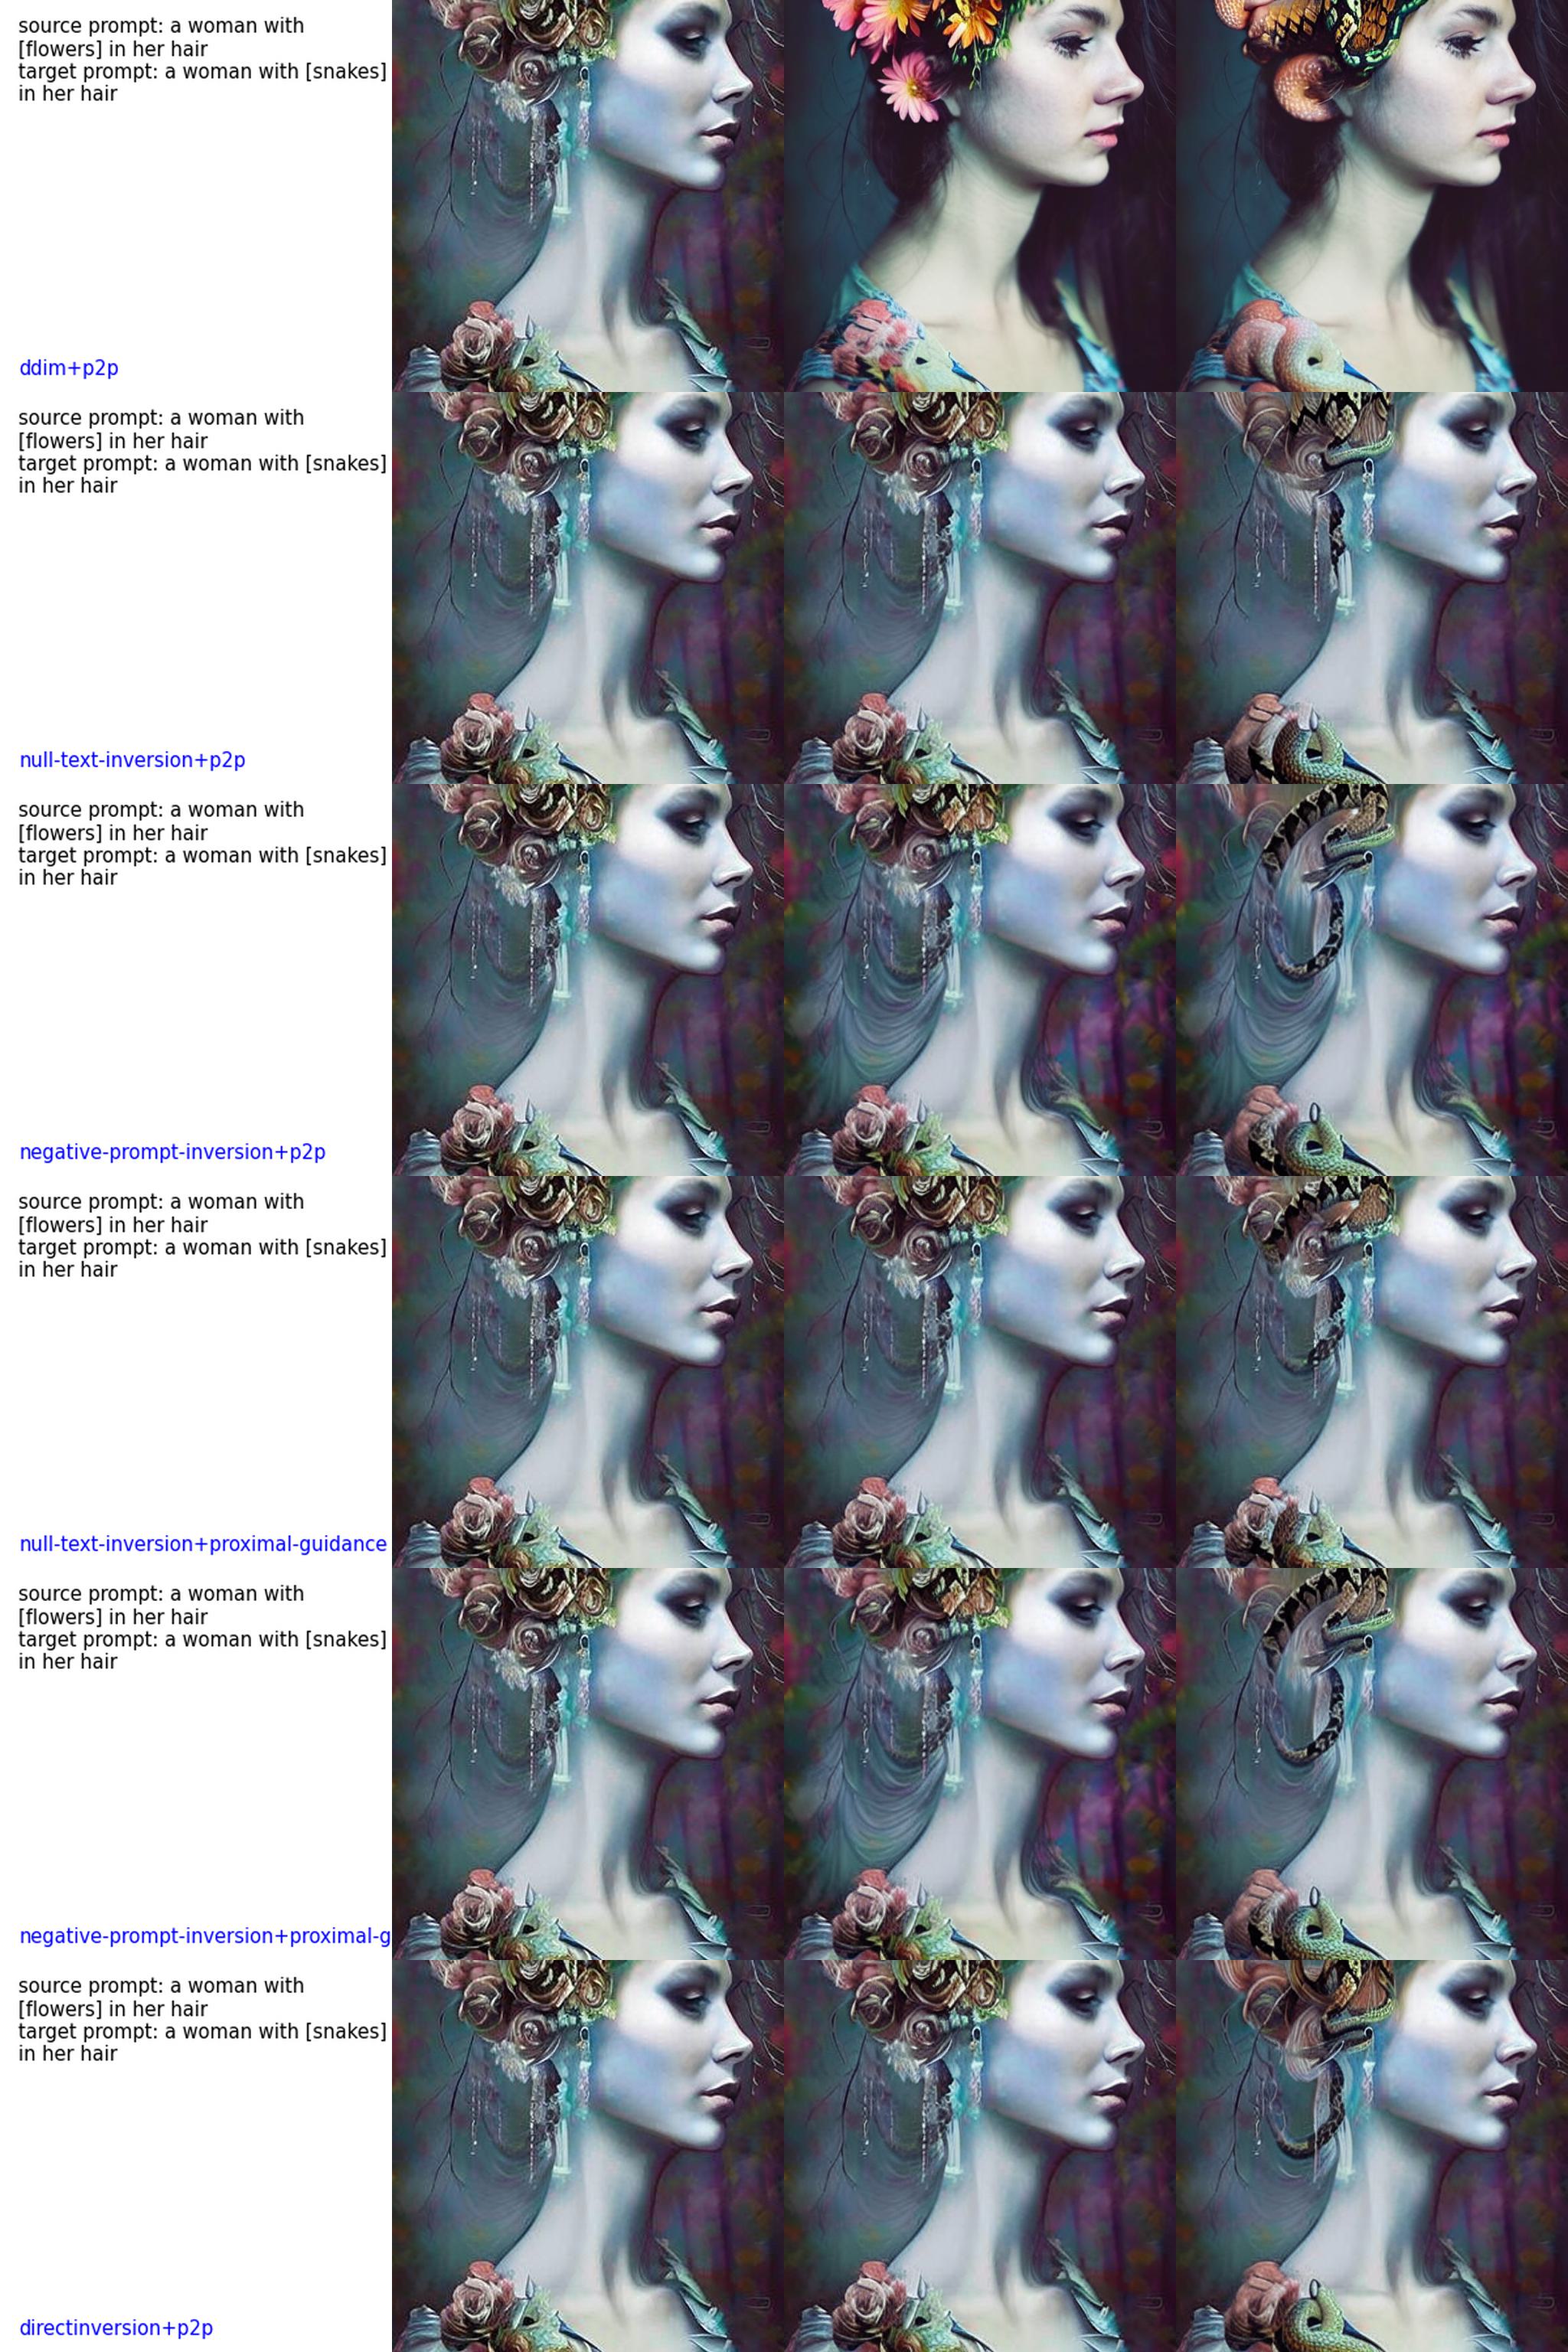 source prompt: a woman with
[flowers] in her hair
target prompt: a woman with [snakes]
in her hair
ddim+p2p
source prompt: a woman with
[flowers] in her hair
target prompt: a woman with [snakes]
in her hair
null-text-inversion+p2p
source prompt: a woman with
[flowers] in her hair
target prompt: a woman with [snakes]
in her hair
negative-prompt-inversion+p2p
source prompt: a woman with
[flowers] in her hair
target prompt: a woman with [snakes]
in her hair
null-text-inversion+proximal-guidance
source prompt: a woman with
[flowers] in her hair
target prompt: a woman with [snakes]
in her hair
negative-prompt-inversion+proximal-g
source prompt: a woman with
[flowers] in her hair
target prompt: a woman with [snakes]
in her hair
directinversion+p2p